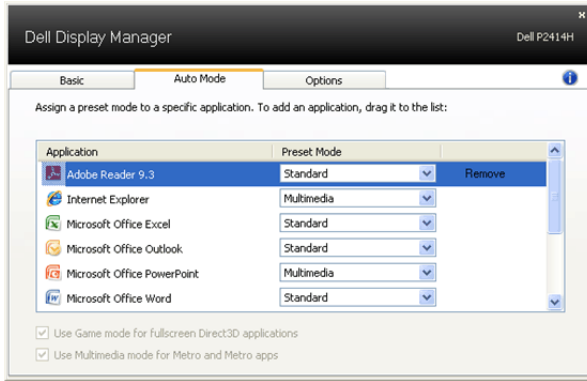 Dell Display Manager
Dell P2414H
Basic Auto Mode Options
Assign a preset mode to a specific application. To add an application, drag it to the list:
Application Preset Mode
Adobe Reader 9.3 Standard Remove
Internet Explorer Multimedia
Microsoft Office Excel Standard
Microsoft Office Outlook Standard
Microsoft Office PowerPoint Multimedia
Microsoft Office Word Standard
Use Game mode for fullscreen Direct3D applications
Use Multimedia mode for Metro and Metro apps